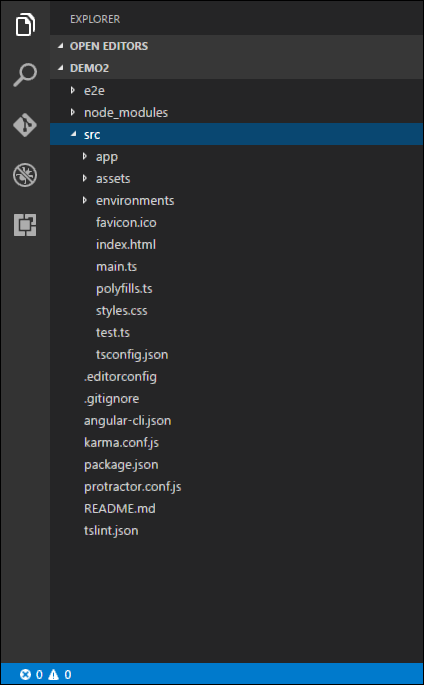 EXPLORER
OPEN EDITORS
DEMO2
e2e
node_modules
src
app
assets
environments
favicon.ico
index.html
main.ts
polyfills.ts
styles.css
test.ts
tsconfig.json
.editorconfig
.gitignore
angular-cli.json
karma.conf.js
package.json
protractor.conf.js
README.md
tslint.json
0 0